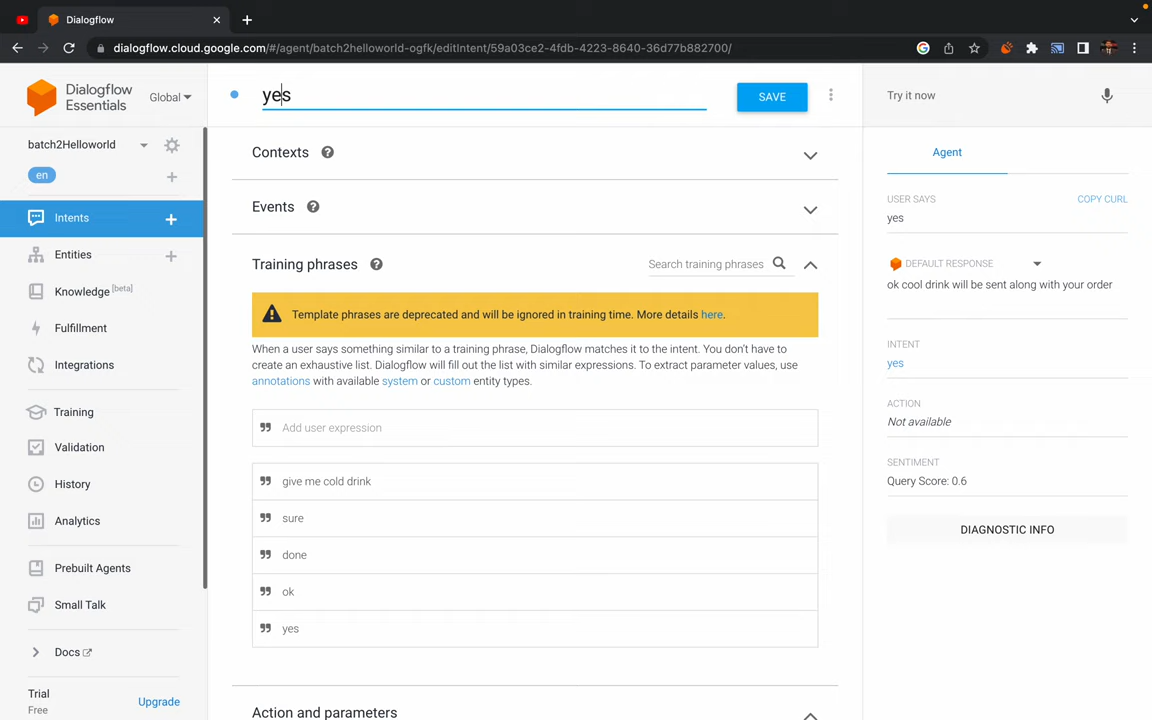 Dialogflow
dialogflow.cloud.google.com/#/agent/batch2helloworld-ogfk/editIntent/59a03ce2-4fdb-4223-8640-36d77b882700/
Dialogflow
Essentials
Global
batch2Helloworld
en
Intents
Entities
Knowledge [beta]
Fulfillment
Integrations
Training
Validation
History
Analytics
Prebuilt Agents
Small Talk
Docs
Trial
Free
Upgrade
yes
SAVE
Contexts
Events
Training phrases
Search training phrases
Template phrases are deprecated and will be ignored in training time. More details here.
When a user says something similar to a training phrase, Dialogflow matches it to the intent. You don't have to
create an exhaustive list. Dialogflow will fill out the list with similar expressions. To extract parameter values, use
annotations with available system or custom entity types.
Add user expression
give me cold drink
sure
done
ok
yes
Action and parameters
Try it now
Agent
USER SAYS
COPY CURL
yes
DEFAULT RESPONSE
ok cool drink will be sent along with your order
INTENT
yes
ACTION
Not available
SENTIMENT
Query Score: 0.6
DIAGNOSTIC INFO